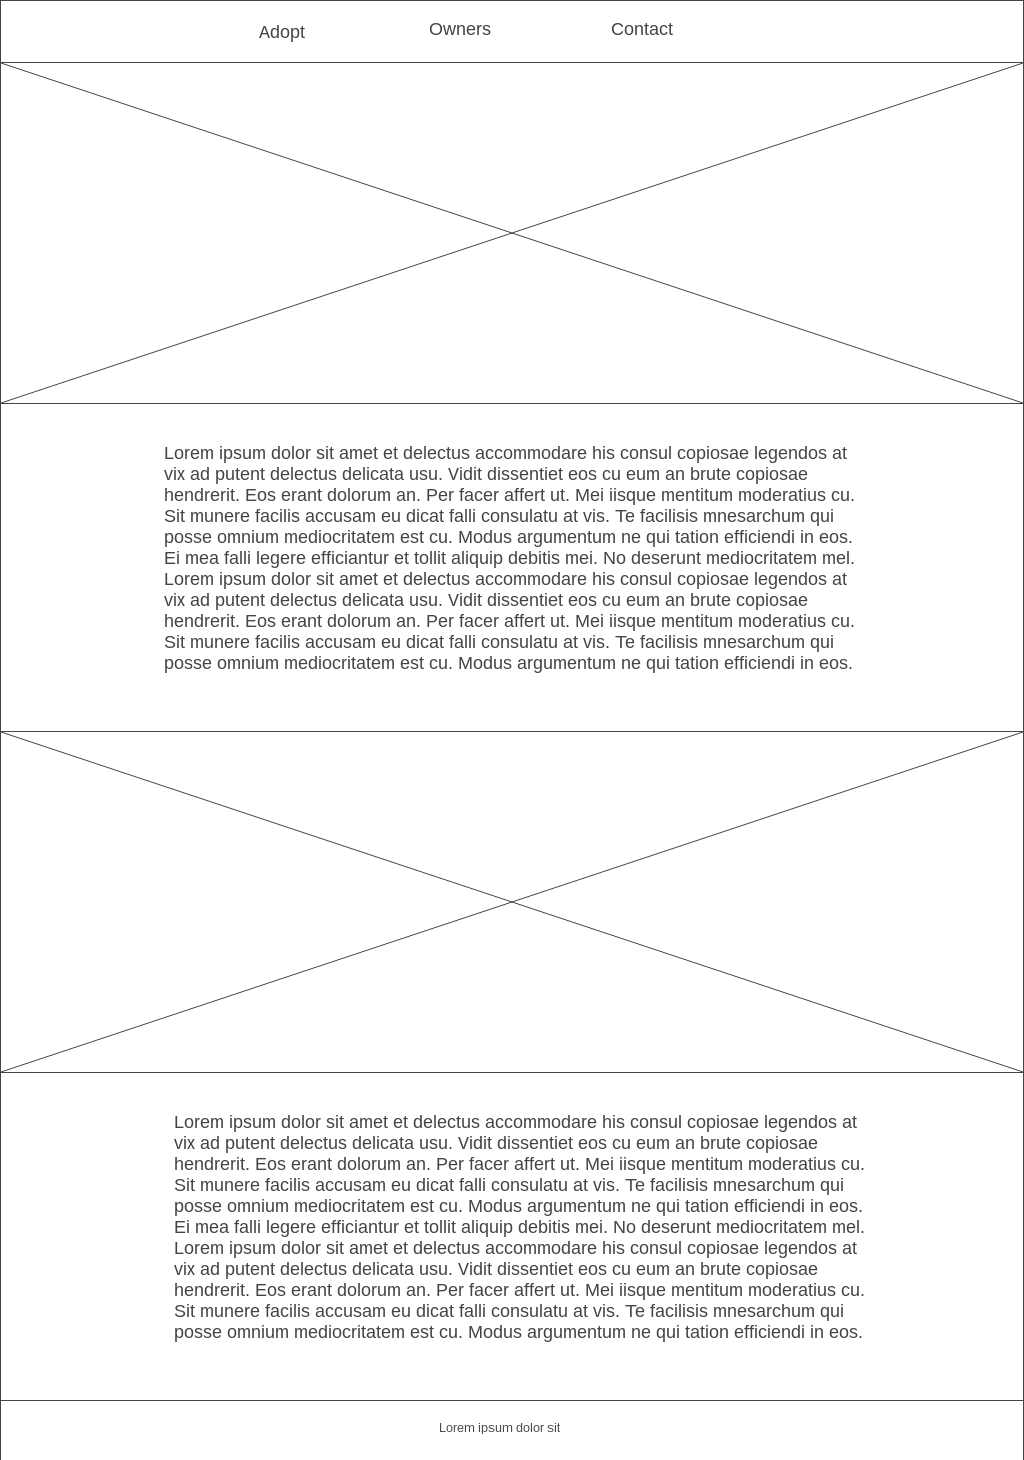 Adopt
Owners
Contact
Lorem ipsum dolor sit amet et delectus accommodare his consul copiosae legendos at
vix ad putent delectus delicata usu. Vidit dissentiet eos cu eum an brute copiosae
hendrerit. Eos erant dolorum an. Per facer affert ut. Mei iisque mentitum moderatius cu.
Sit munere facilis accusam eu dicat falli consulatu at vis. Te facilisis mnesarchum qui
posse omnium mediocritatem est cu. Modus argumentum ne qui tation efficiendi in eos.
Ei mea falli legere efficiantur et tollit aliquip debitis mei. No deserunt mediocritatem mel.
Lorem ipsum dolor sit amet et delectus accommodare his consul copiosae legendos at
vix ad putent delectus delicata usu. Vidit dissentiet eos cu eum an brute copiosae
hendrerit. Eos erant dolorum an. Per facer affert ut. Mei iisque mentitum moderatius cu.
Sit munere facilis accusam eu dicat falli consulatu at vis. Te facilisis mnesarchum qui
posse omnium mediocritatem est cu. Modus argumentum ne qui tation efficiendi in eos.
Lorem ipsum dolor sit amet et delectus accommodare his consul copiosae legendos at
vix ad putent delectus delicata usu. Vidit dissentiet eos cu eum an brute copiosae
hendrerit. Eos erant dolorum an. Per facer affert ut. Mei iisque mentitum moderatius cu.
Sit munere facilis accusam eu dicat falli consulatu at vis. Te facilisis mnesarchum qui
posse omnium mediocritatem est cu. Modus argumentum ne qui tation efficiendi in eos.
Ei mea falli legere efficiantur et tollit aliquip debitis mei. No deserunt mediocritatem mel.
Lorem ipsum dolor sit amet et delectus accommodare his consul copiosae legendos at
vix ad putent delectus delicata usu. Vidit dissentiet eos cu eum an brute copiosae
hendrerit. Eos erant dolorum an. Per facer affert ut. Mei iisque mentitum moderatius cu.
Sit munere facilis accusam eu dicat falli consulatu at vis. Te facilisis mnesarchum qui
posse omnium mediocritatem est cu. Modus argumentum ne qui tation efficiendi in eos.
Lorem ipsum dolor sit